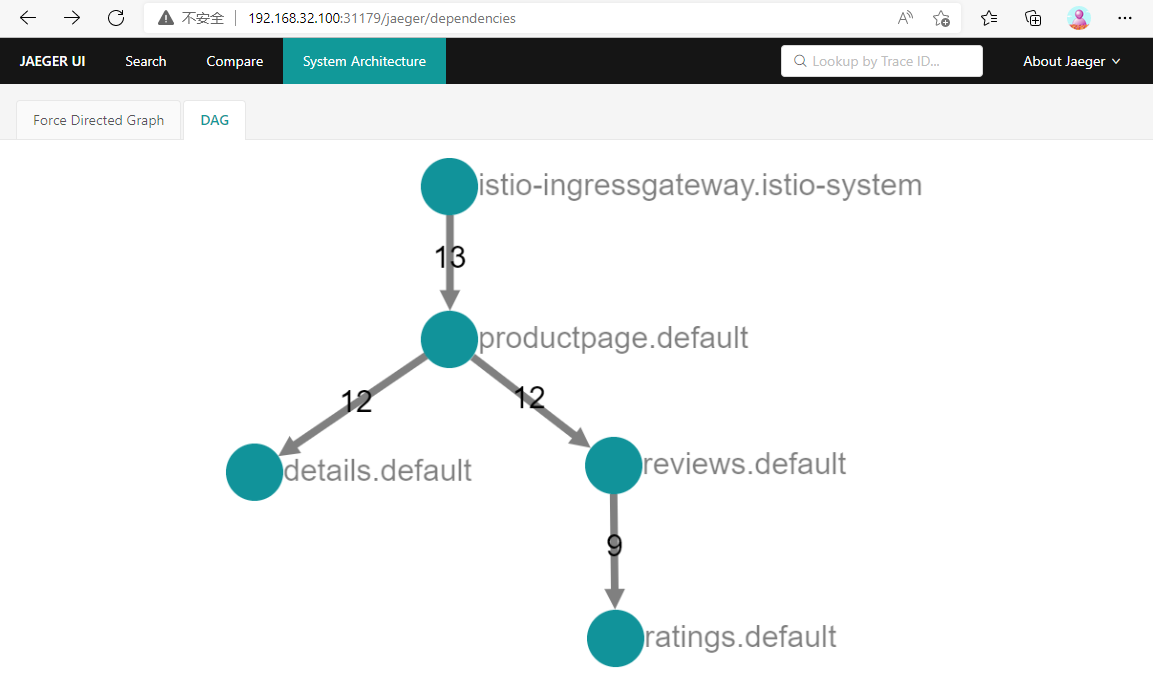 不安全 192.168.32.100:31179/jaeger/dependencies
JAEGER UI Search Compare System Architecture Lookup by Trace ID... About Jaeger
Force Directed Graph DAG
istio-ingressgateway.istio-system
13
productpage.default
12 12
details.default reviews.default
9
ratings.default